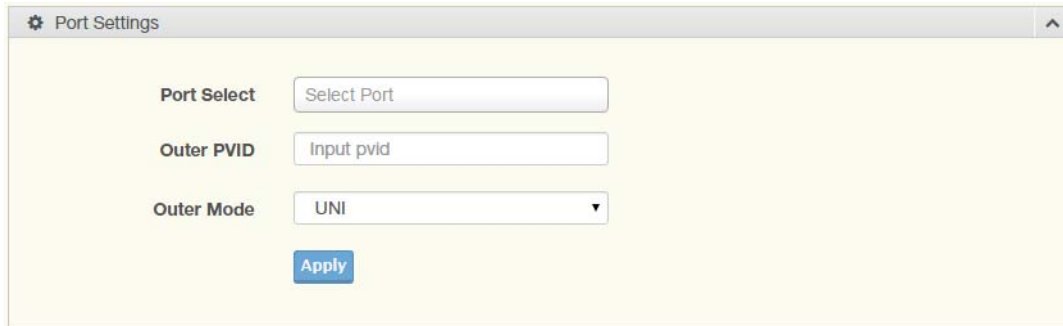 Port Settings
Port Select Select Port
Outer PVID Input pvid
Outer Mode UNI
Apply